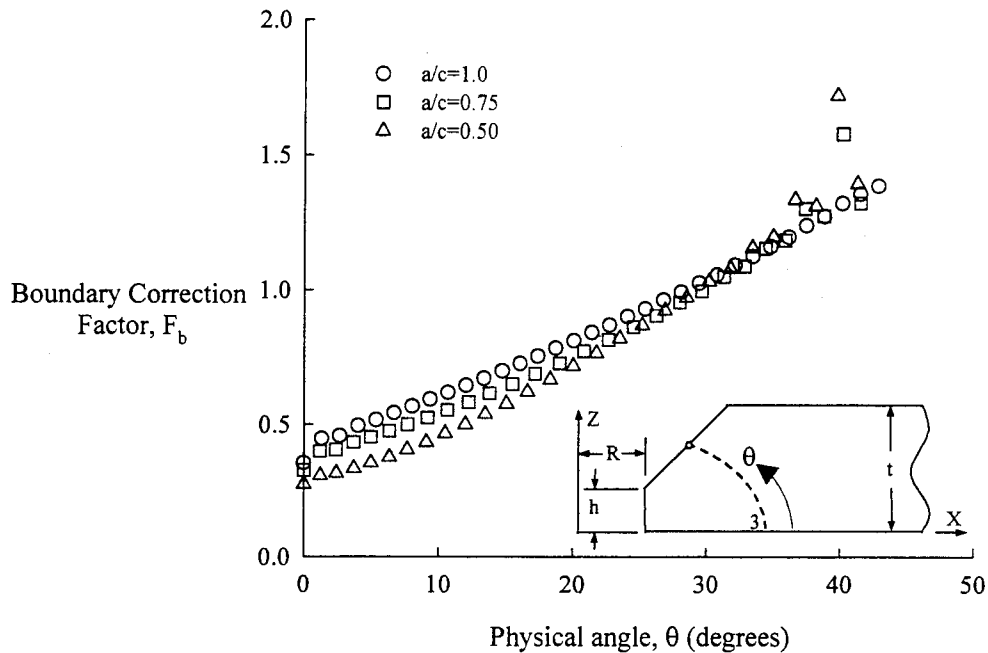 2.0
a/c=1.0
a/c=0.75
a/c=0.50
1.5
1.0
Boundary Correction
Factor, F_b
0.5
0.0
Z
R
h
θ
t
3
X
0 10 20 30 40 50
Physical angle, θ (degrees)